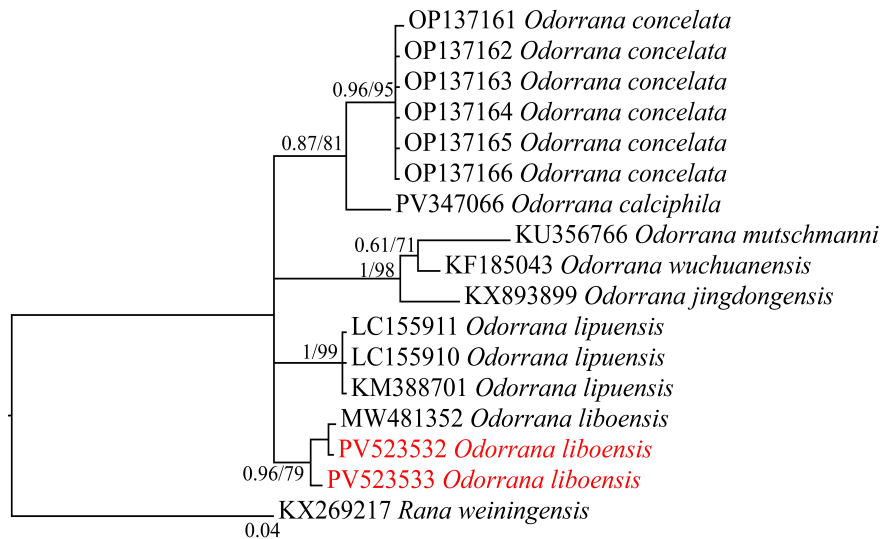 OP137161 Odorrana concelata
OP137162 Odorrana concelata
OP137163 Odorrana concelata
0.96/95
OP137164 Odorrana concelata
0.87/81
OP137165 Odorrana concelata
OP137166 Odorrana concelata
PV347066 Odorrana calciphila
KU356766 Odorrana mutschmanni
0.61/71
KF185043 Odorrana wuchuanensis
1/98
KX893899 Odorrana jingdongensis
LC155911 Odorrana lipuensis
1/99
LC155910 Odorrana lipuensis
KM388701 Odorrana lipuensis
MW481352 Odorrana liboensis
PV523532 Odorrana liboensis
0.96/79
PV523533 Odorrana liboensis
KX269217 Rana weiningensis
0.04